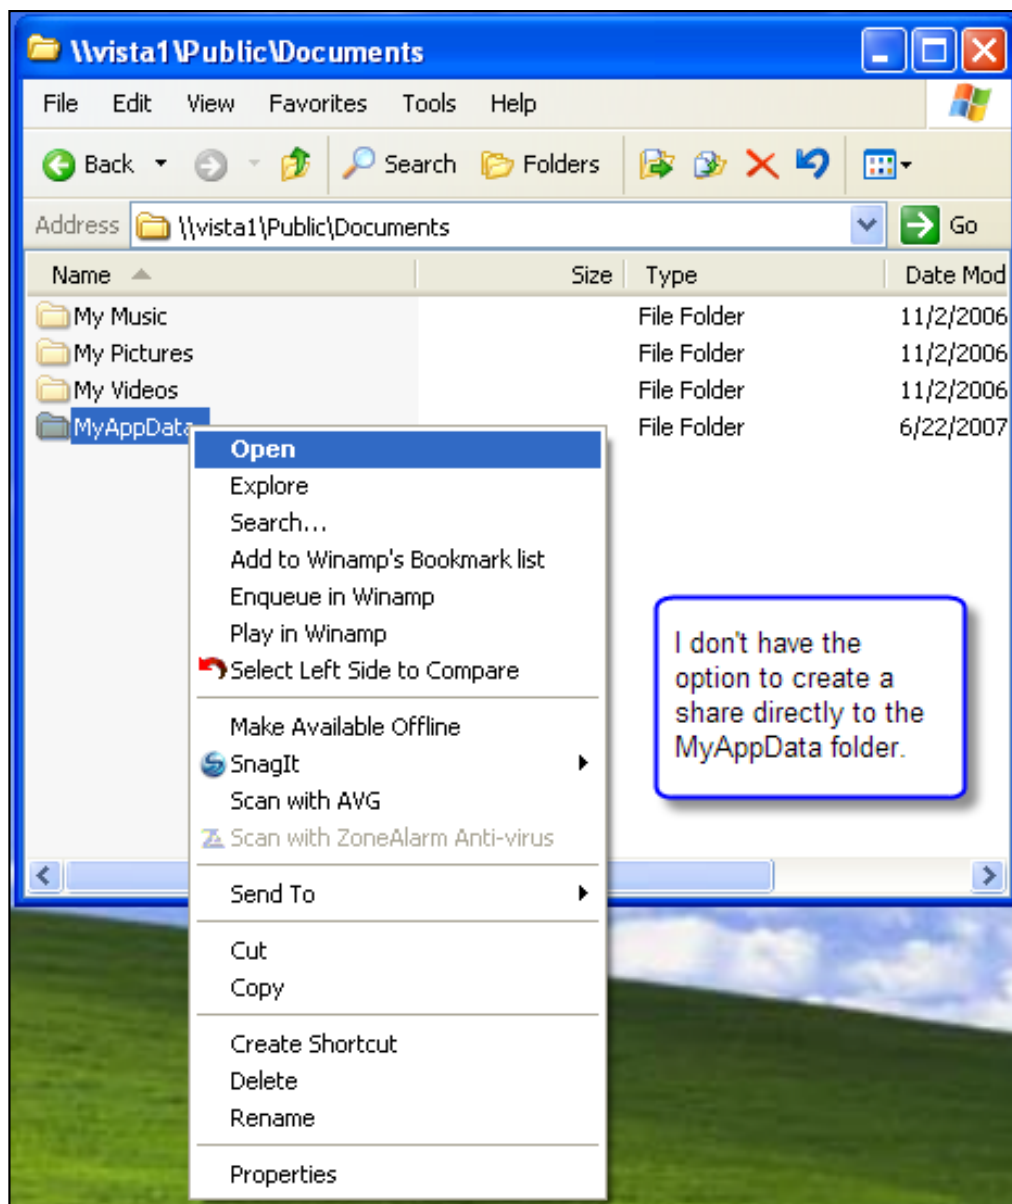 \\vista1\Public\Documents
File Edit View Favorites Tools Help
Back Search Folders
Address \\vista1\Public\Documents Go
Name Size Type Date Mod
My Music File Folder 11/2/2006
My Pictures File Folder 11/2/2006
My Videos File Folder 11/2/2006
MyAppData File Folder 6/22/2007
Open
Explore
Search...
Add to Winamp's Bookmark list
Enqueue in Winamp
Play in Winamp
Select Left Side to Compare
Make Available Offline
SnagIt
Scan with AVG
Scan with ZoneAlarm Anti-virus
Send To
Cut
Copy
Create Shortcut
Delete
Rename
Properties
I don't have the
option to create a
share directly to the
MyAppData folder.